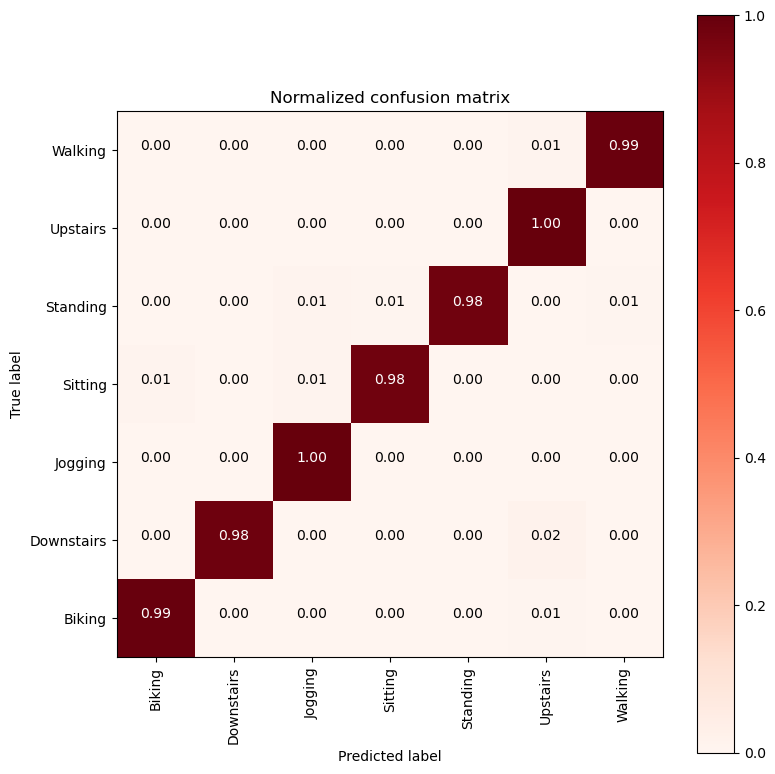 Normalized confusion matrix
Walking 0.00 0.00 0.00 0.00 0.00 0.01 0.99
Upstairs 0.00 0.00 0.00 0.00 0.00 1.00 0.00
Standing 0.00 0.00 0.01 0.01 0.98 0.00 0.01
Sitting 0.01 0.00 0.01 0.98 0.00 0.00 0.00
Jogging 0.00 0.00 1.00 0.00 0.00 0.00 0.00
Downstairs 0.00 0.98 0.00 0.00 0.00 0.02 0.00
Biking 0.99 0.00 0.00 0.00 0.00 0.01 0.00
True label
Biking Downstairs Jogging Sitting Standing Upstairs Walking
Predicted label
1.0
0.8
0.6
0.4
0.2
0.0